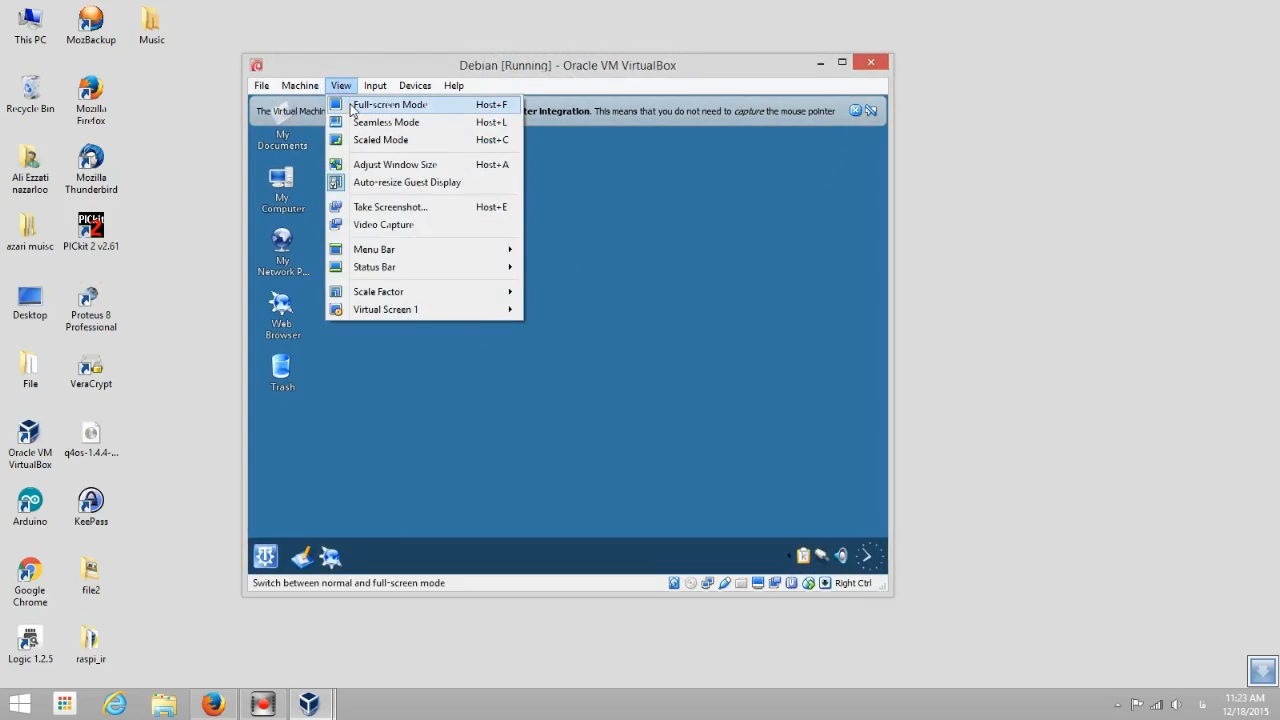 This PC
MozBackup
Music
Recycle Bin
Mozilla
Firefox
Ali Ezzati
nazarloo
Mozilla
Thunderbird
azari muisc
PICkit 2 v2.61
Desktop
Proteus 8
Professional
File
VeraCrypt
Oracle VM
VirtualBox
q4os-1.4.4-...
Arduino
KeePass
Google
Chrome
file2
Logic 1.2.5
raspi_ir
Debian [Running] - Oracle VM VirtualBox
File Machine View Input Devices Help
The Virtual Machin
ter Integration. This means that you do not need to capture the mouse pointer
Full-screen Mode Host+F
Seamless Mode Host+L
Scaled Mode Host+C
Adjust Window Size Host+A
Auto-resize Guest Display
Take Screenshot... Host+E
Video Capture
Menu Bar
Status Bar
Scale Factor
Virtual Screen 1
My
Documents
My
Computer
My
Network P...
Web
Browser
Trash
Switch between normal and full-screen mode
Right Ctrl
11:23 AM
12/18/2015